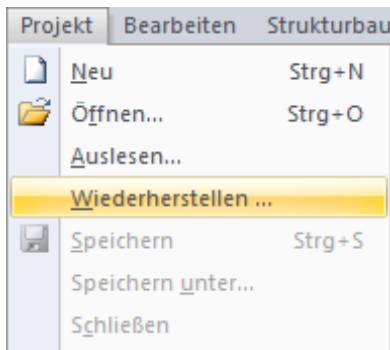 Projekt Bearbeiten Strukturbau
Neu Strg+N
Öffnen... Strg+O
Auslesen...
Wiederherstellen ...
Speichern Strg+S
Speichern unter...
Schließen